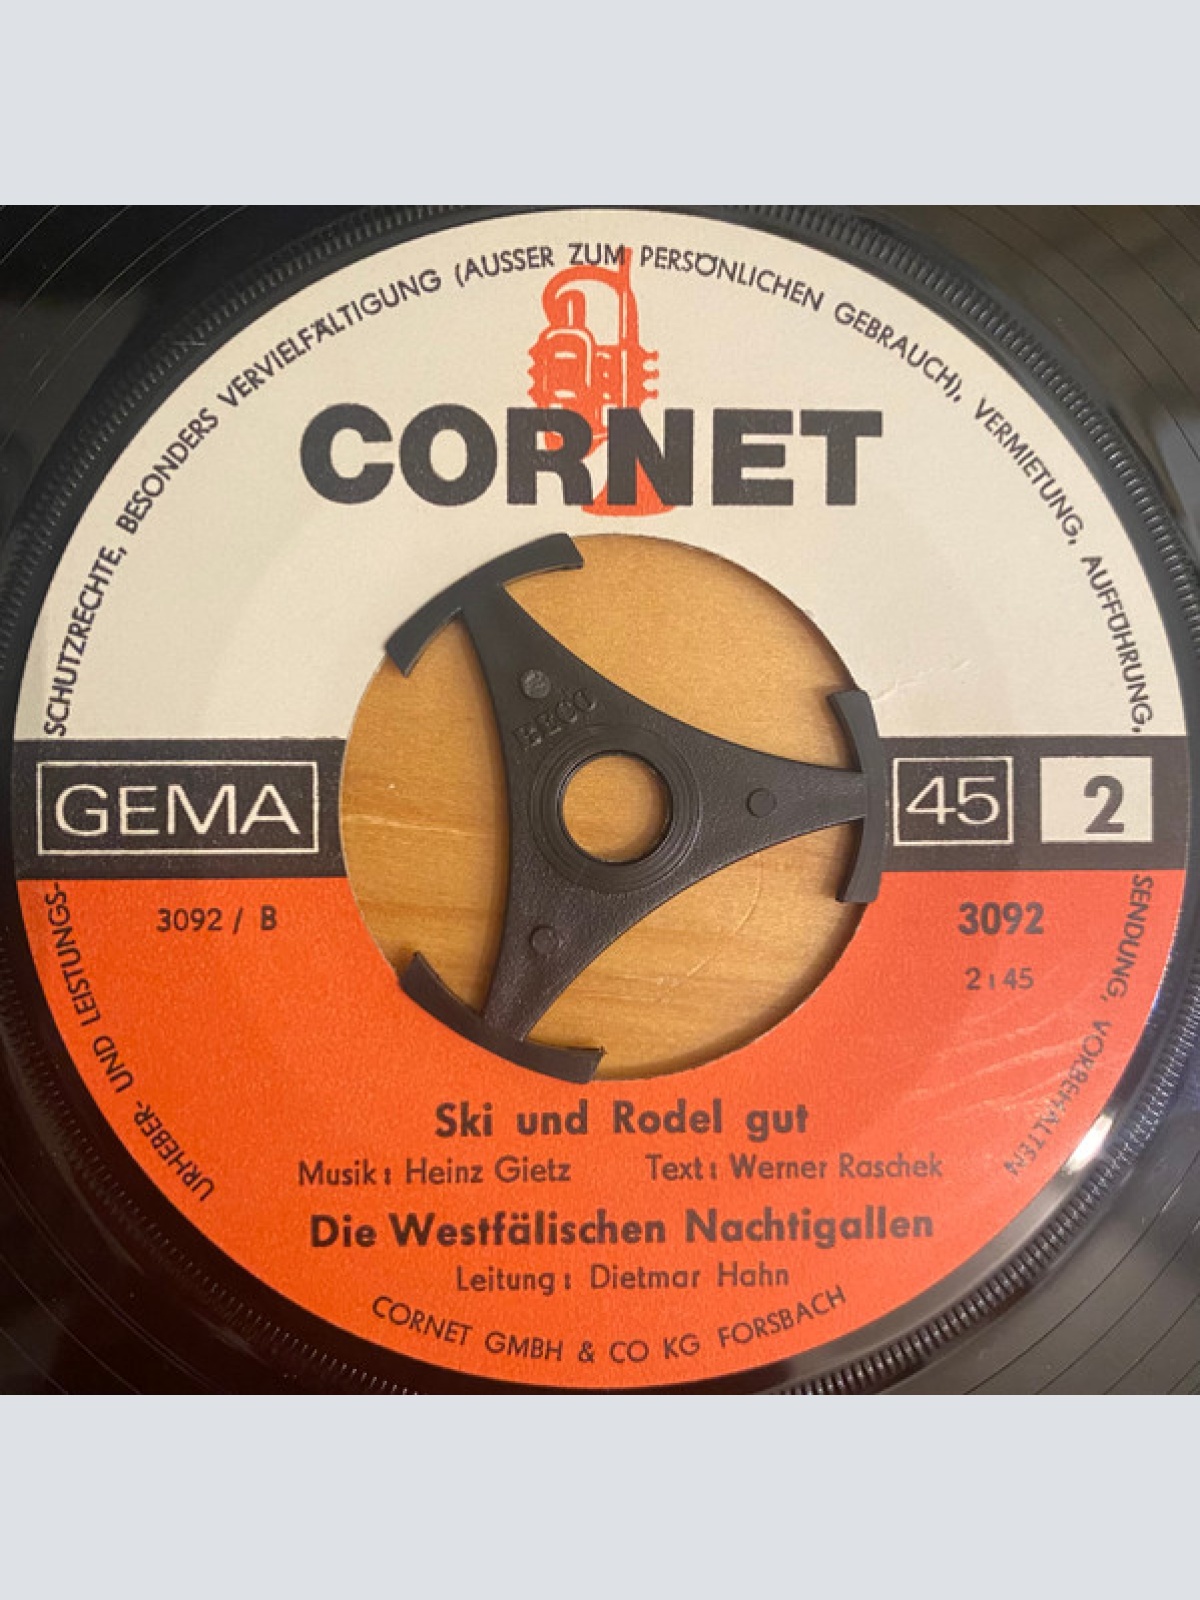 URHEBER- UND LEISTUNGS-
SCHUTZRECHTE, BESONDERS VERVIELFÄLTIGUNG (AUSSER ZUM PERSÖNLICHEN GEBRAUCH), VERMIETUNG, AUFFÜHRUNG,
SENDUNG, VORBEHALTEN
CORNET
BECO
GEMA
45
2
3092 / B
3092
2:45
Ski und Rodel gut
Musik: Heinz Gietz Text: Werner Raschek
Die Westfälischen Nachtigallen
Leitung: Dietmar Hahn
CORNET GMBH & CO KG FORSBACH